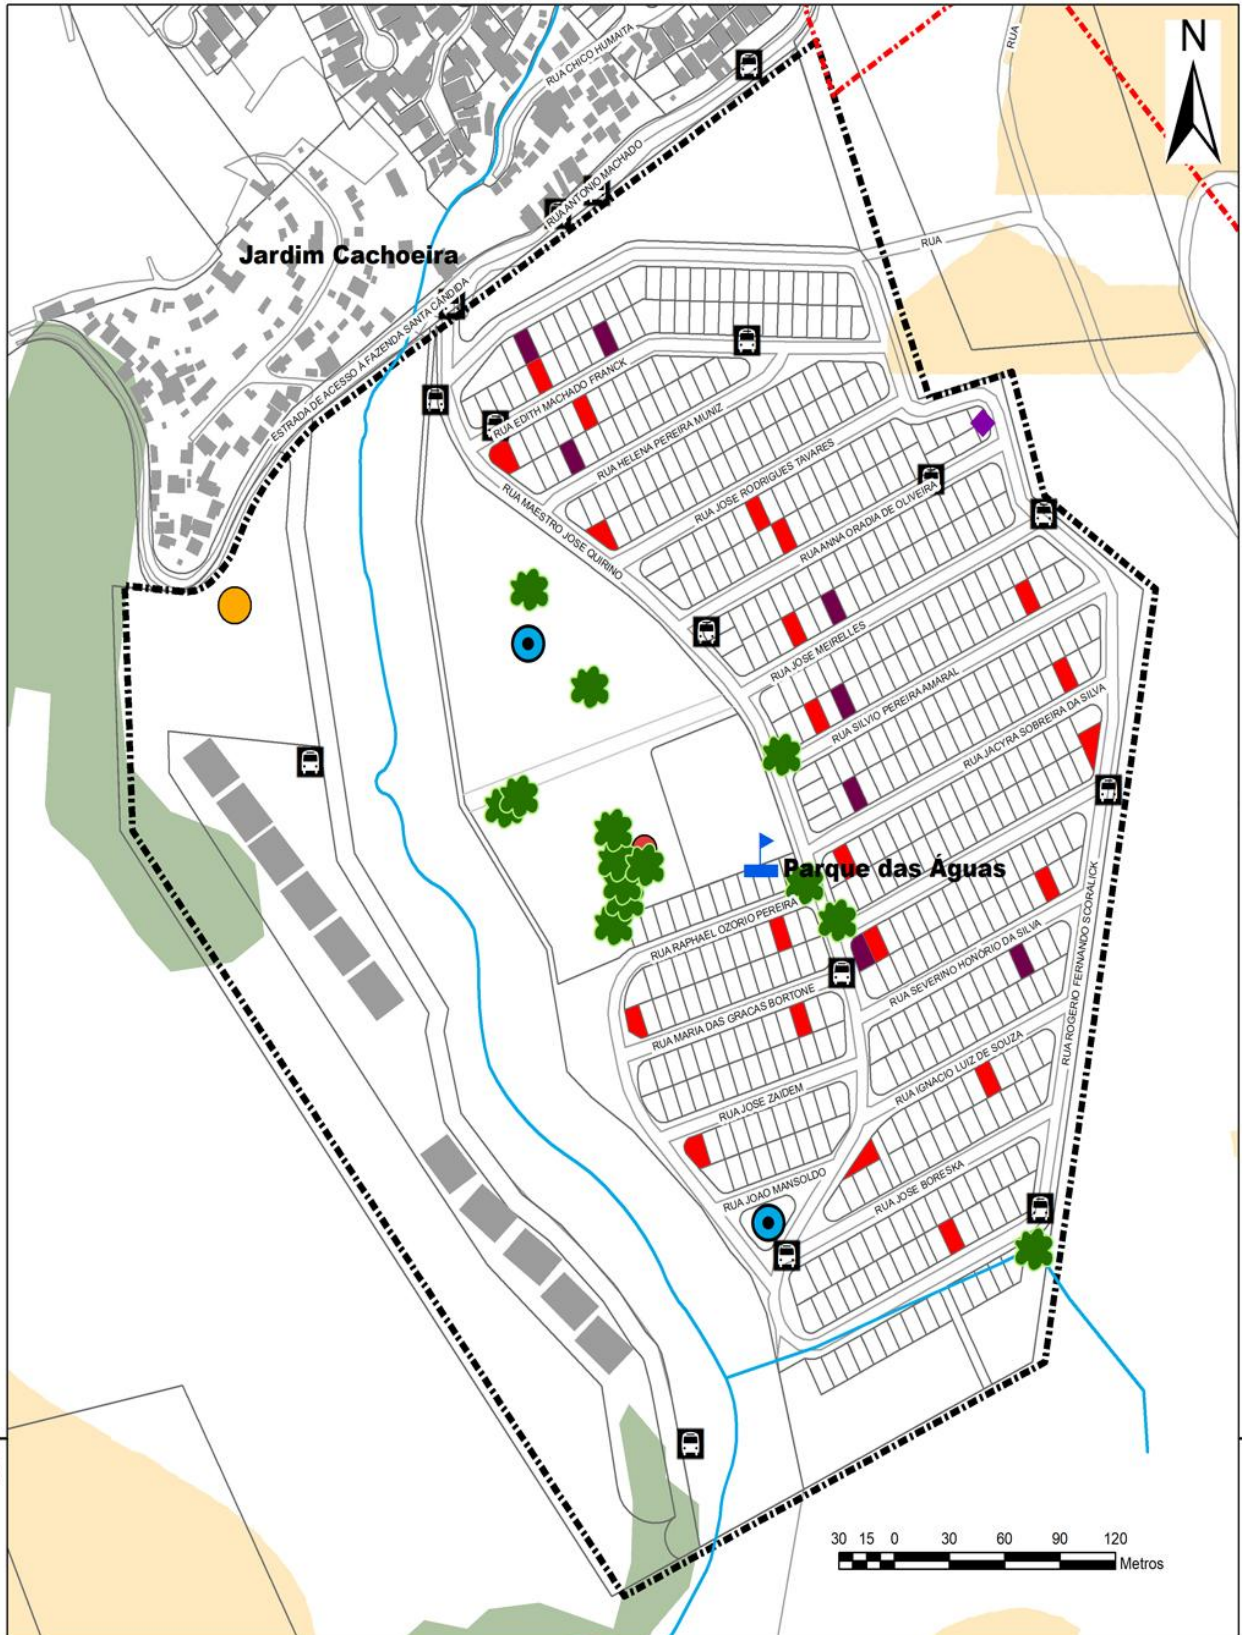 N
RUA
RUA CHICO HUMAITA
RUA ANTONIO MACHADO
RUA
Jardim Cachoeira
ESTRADA DE ACESSO À FAZENDA SANTA CÂNDIDA
RUA EDITH MACHADO FRANCK
RUA HELENA PEREIRA MUNIZ
RUA JOSE RODRIGUES TAVARES
RUA MAESTRO JOSE QUIRINO
RUA ANNA ORADIA DE OLIVEIRA
RUA JOSE MEIRELLES
RUA SILVIO PEREIRA AMARAL
RUA JACYRA SOBREIRA DA SILVA
Parque das Águas
RUA RAPHAEL OZORIO PEREIRA
RUA SEVERINO HONÓRIO DA SILVA
RUA ROGERIO FERNANDO SCORALICK
RUA MARIA DAS GRACAS BORTONE
RUA IGNACIO LUIZ DE SOUZA
RUA JOSE ZAIDEM
RUA JOAO MANSOLDO
RUA JOSE BORESKA
30 15 0 30 60 90 120
Metros